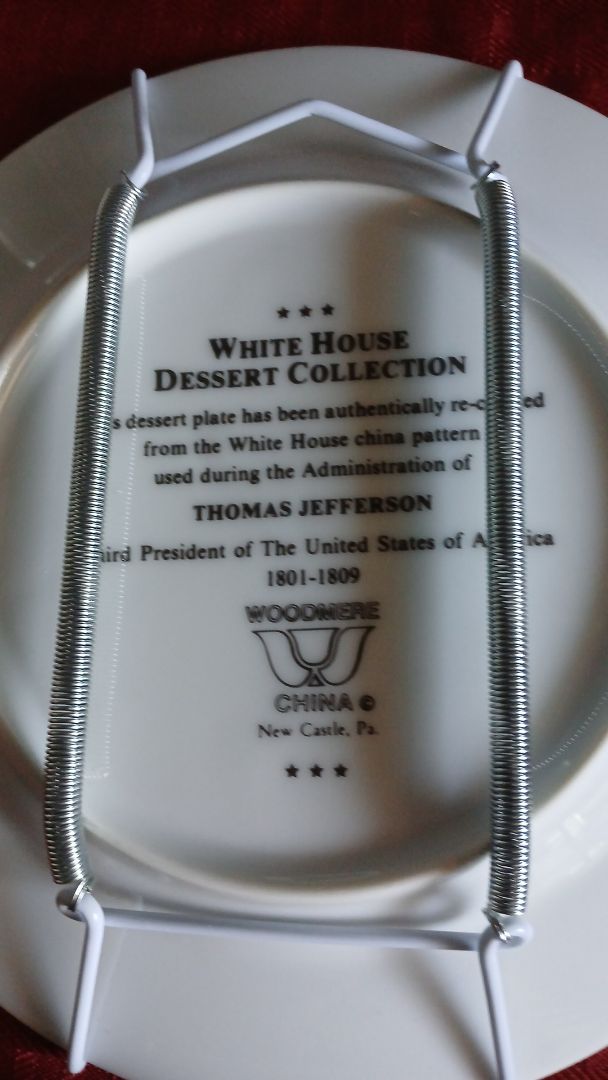 ★ ★ ★
WHITE HOUSE
DESSERT COLLECTION
dessert plate has been authentically
from the White House china pattern
used during the Administration of
THOMAS JEFFERSON
President of The United States of
1801-1809
WOODMERE
CHINA ©
New Castle, Pa.
★ ★ ★